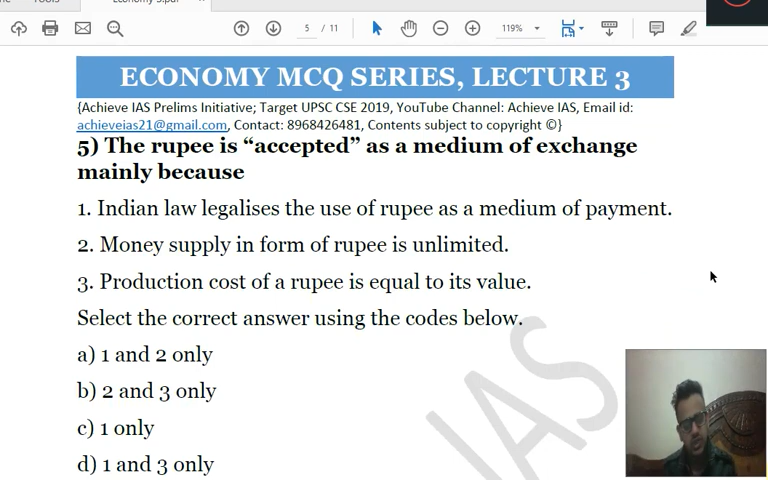 5 / 11
119%
ECONOMY MCQ SERIES, LECTURE 3
{Achieve IAS Prelims Initiative; Target UPSC CSE 2019, YouTube Channel: Achieve IAS, Email id:
achieveias21@gmail.com, Contact: 8968426481, Contents subject to copyright ©}
5) The rupee is “accepted” as a medium of exchange
mainly because
1. Indian law legalises the use of rupee as a medium of payment.
2. Money supply in form of rupee is unlimited.
3. Production cost of a rupee is equal to its value.
Select the correct answer using the codes below.
a) 1 and 2 only
b) 2 and 3 only
c) 1 only
d) 1 and 3 only
IAS